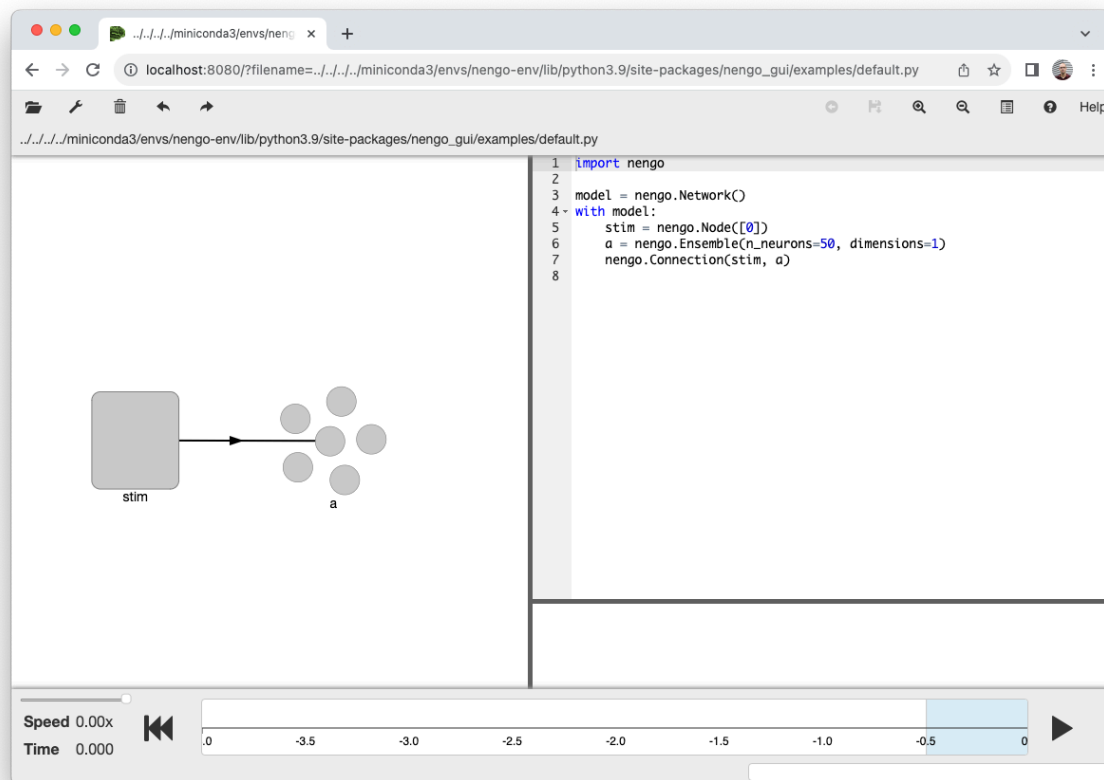 ../../../../miniconda3/envs/neng
localhost:8080/?filename=../../../../miniconda3/envs/nengo-env/lib/python3.9/site-packages/nengo_gui/examples/default.py
Help
../../../../miniconda3/envs/nengo-env/lib/python3.9/site-packages/nengo_gui/examples/default.py
1 import nengo
2
3 model = nengo.Network()
4 with model:
5     stim = nengo.Node([0])
6     a = nengo.Ensemble(n_neurons=50, dimensions=1)
7     nengo.Connection(stim, a)
8
stim
a
Speed 0.00x
Time 0.000
.0 -3.5 -3.0 -2.5 -2.0 -1.5 -1.0 -0.5 0